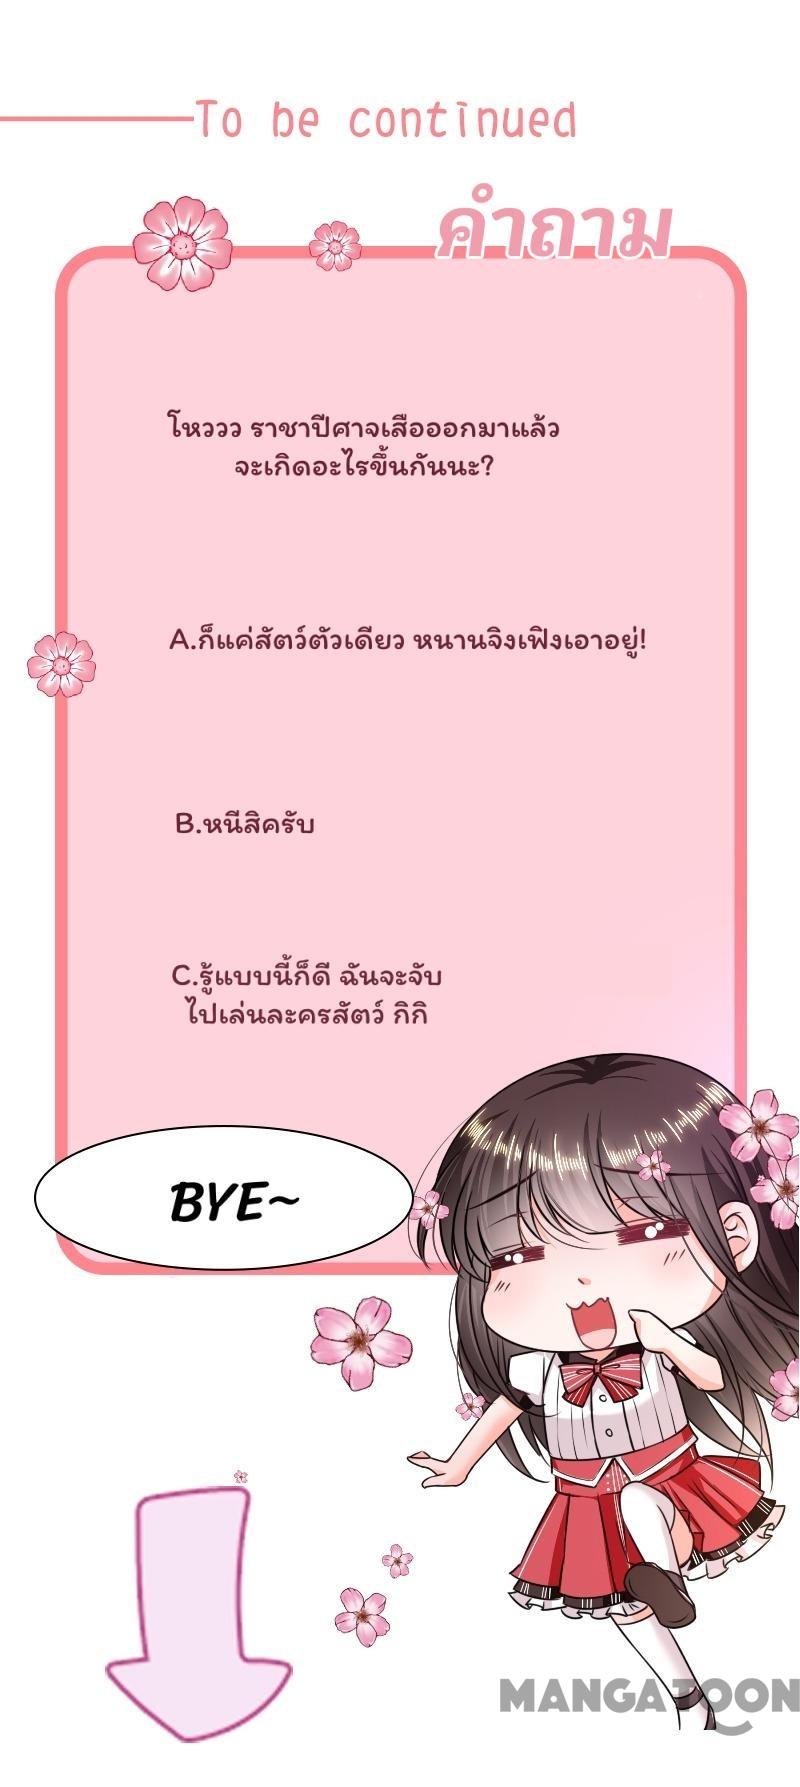 To be continued
คำถาม
โหววว ราชาปีศาจเสือออกมาแล้ว
จะเกิดอะไรขึ้นกันนะ?
A.ก็แค่สัตว์ตัวเดียว หนานจิงเฟิงเอาอยู่!
B.หนีสิครับ
C.รู้แบบนี้ก็ดี ฉันจะจับ
ไปเล่นละครสัตว์ กิกิ
BYE~
MANGATOON